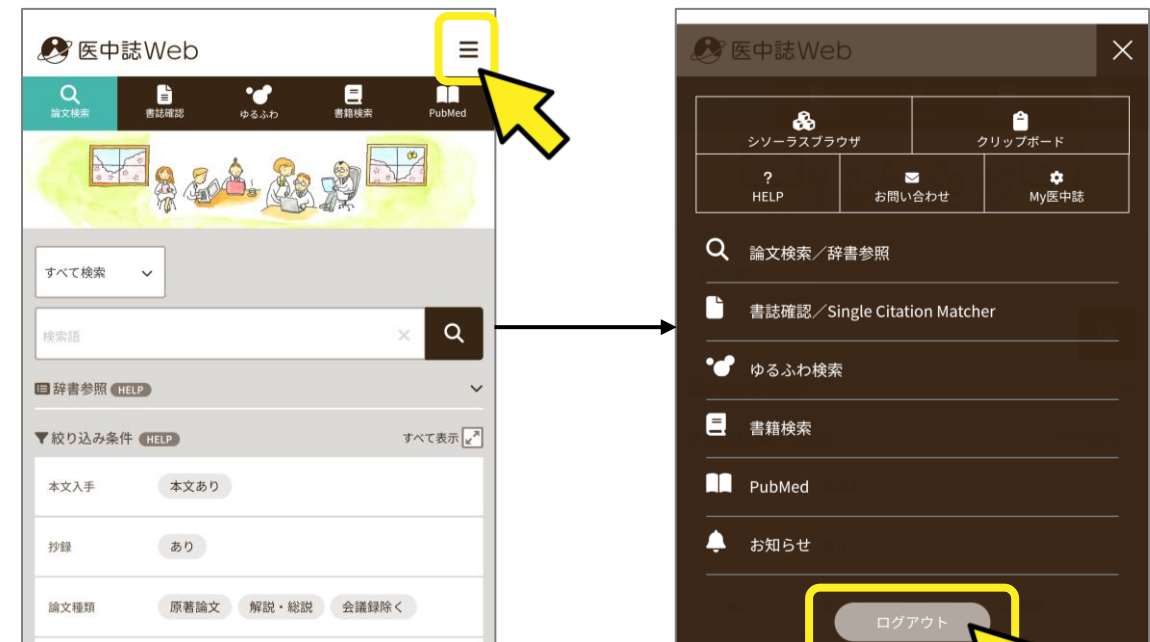 医中誌Web
論文検索 書誌確認 ゆるふわ 書籍検索 PubMed
すべて検索
検索語
辞書参照 HELP
絞り込み条件 HELP すべて表示
本文入手 本文あり
抄録 あり
論文種類 原著論文 解説・総説 会議録除く
医中誌Web
シソーラスブラウザ クリップボード
? HELP お問い合わせ My医中誌
論文検索／辞書参照
書誌確認／Single Citation Matcher
ゆるふわ検索
書籍検索
PubMed
お知らせ
ログアウト